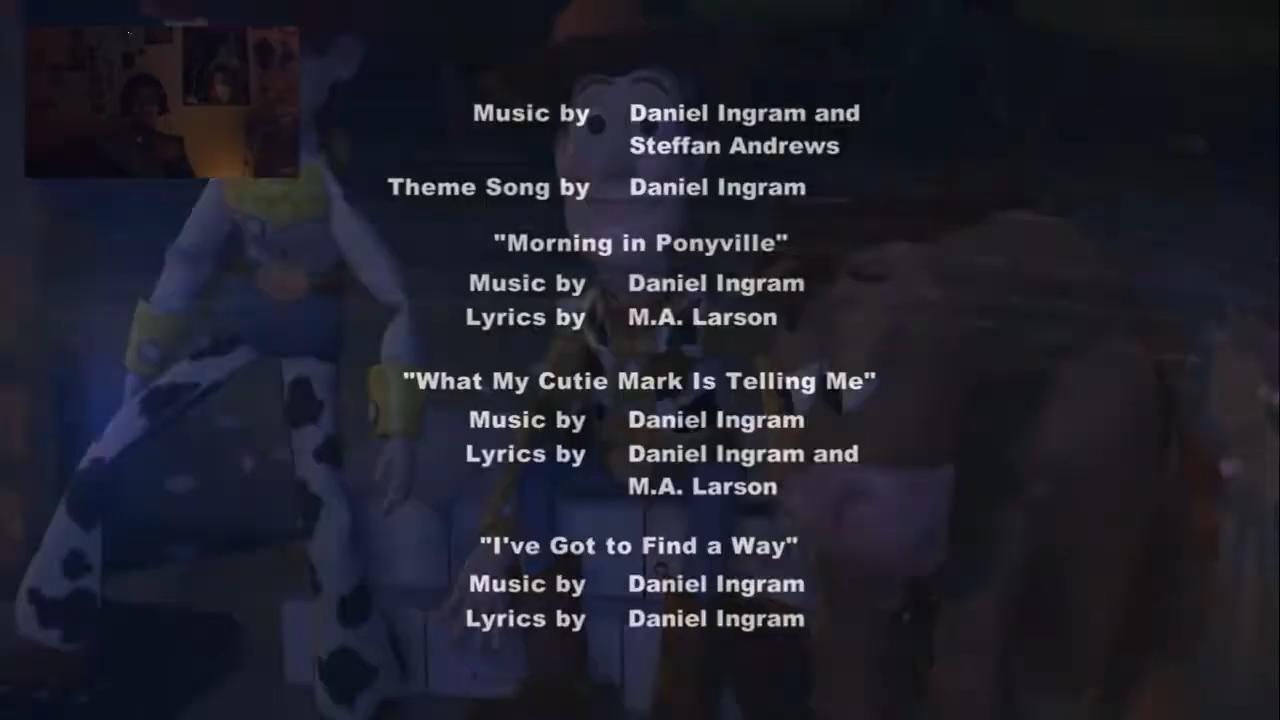 Music by Daniel Ingram and
Steffan Andrews
Theme Song by Daniel Ingram
"Morning in Ponyville"
Music by Daniel Ingram
Lyrics by M.A. Larson
"What My Cutie Mark Is Telling Me"
Music by Daniel Ingram
Lyrics by Daniel Ingram and
M.A. Larson
"I've Got to Find a Way"
Music by Daniel Ingram
Lyrics by Daniel Ingram